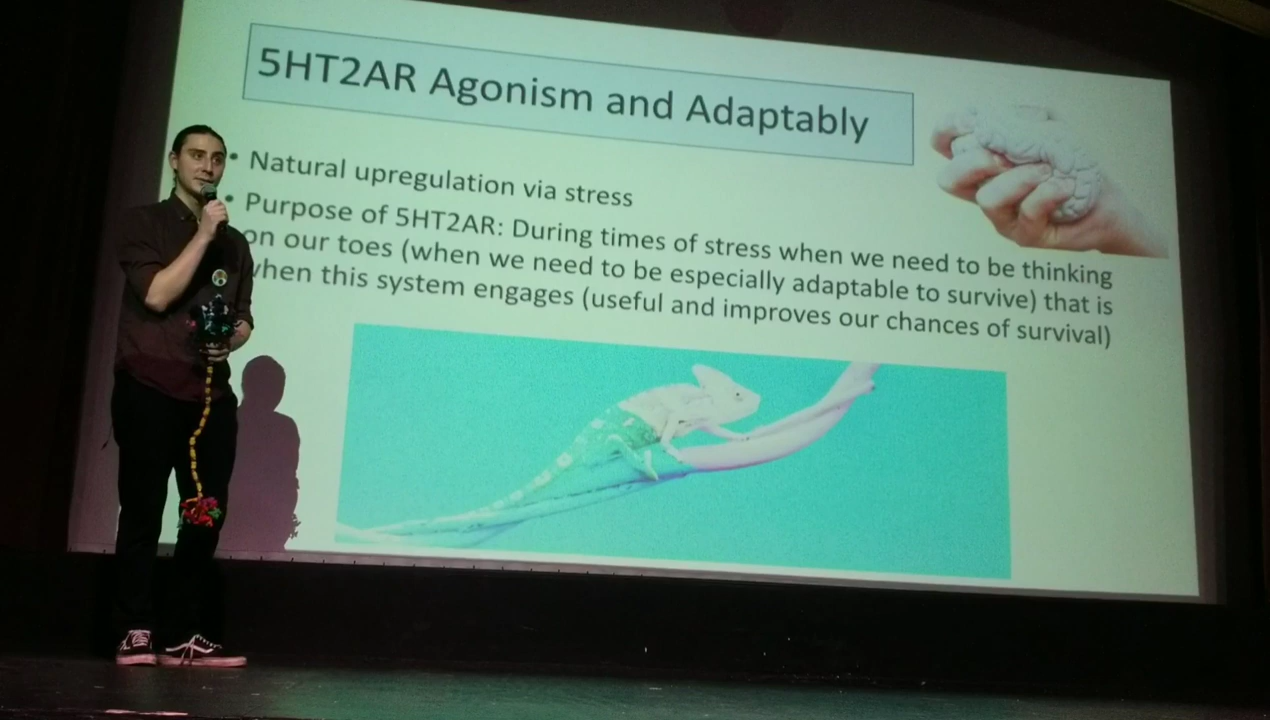 5HT2AR Agonism and Adaptably
• Natural upregulation via stress
• Purpose of 5HT2AR: During times of stress when we need to be thinking
on our toes (when we need to be especially adaptable to survive) that is
when this system engages (useful and improves our chances of survival)